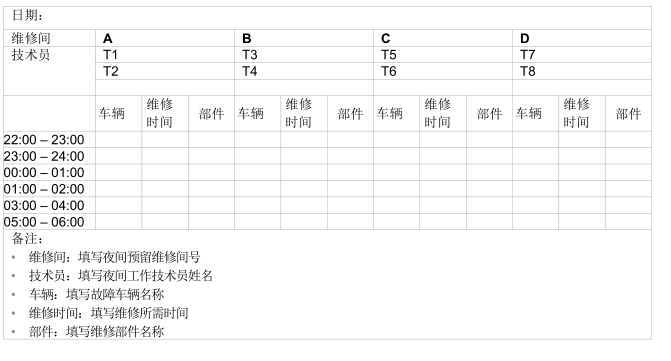 日期：
维修间 A B C D
技术员 T1 T3 T5 T7
T2 T4 T6 T8
车辆 维修时间 部件 车辆 维修时间 部件 车辆 维修时间 部件 车辆 维修时间 部件
22:00 – 23:00
23:00 – 24:00
00:00 – 01:00
01:00 – 02:00
03:00 – 04:00
05:00 – 06:00
备注：
• 维修间：填写夜间预留维修间号
• 技术员：填写夜间工作技术员姓名
• 车辆：填写故障车辆名称
• 维修时间：填写维修所需时间
• 部件：填写维修部件名称